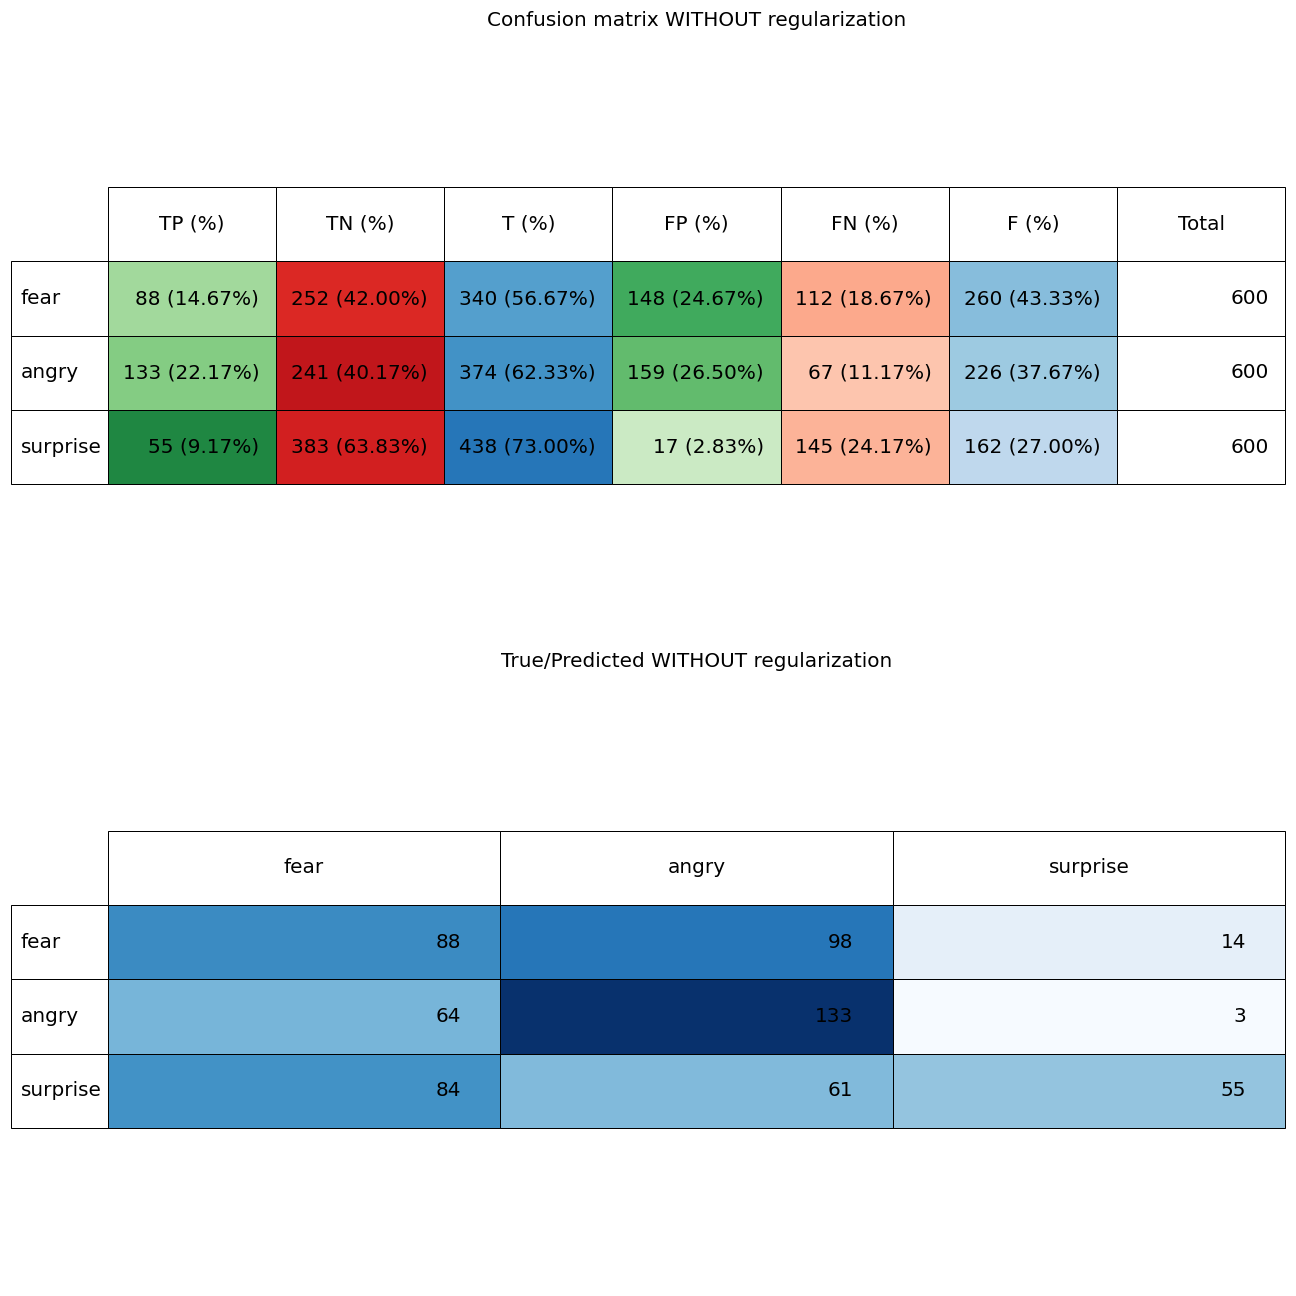 Confusion matrix WITHOUT regularization
TP (%) TN (%) T (%) FP (%) FN (%) F (%) Total
fear 88 (14.67%) 252 (42.00%) 340 (56.67%) 148 (24.67%) 112 (18.67%) 260 (43.33%) 600
angry 133 (22.17%) 241 (40.17%) 374 (62.33%) 159 (26.50%) 67 (11.17%) 226 (37.67%) 600
surprise 55 (9.17%) 383 (63.83%) 438 (73.00%) 17 (2.83%) 145 (24.17%) 162 (27.00%) 600
True/Predicted WITHOUT regularization
fear angry surprise
fear 88 98 14
angry 64 133 3
surprise 84 61 55